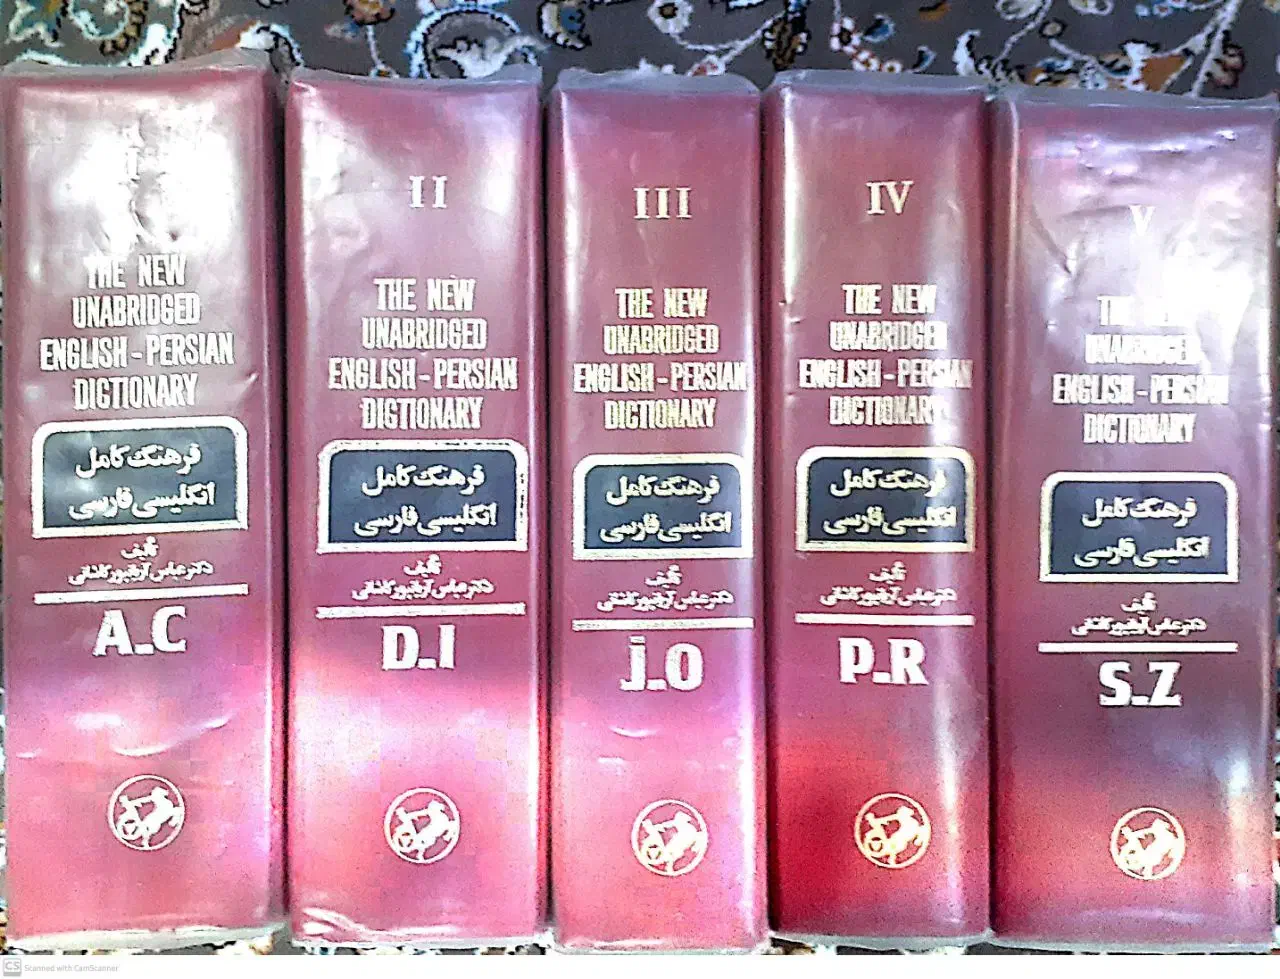 I
THE NEW
UNABRIDGED
ENGLISH - PERSIAN
DICTIONARY
فرهنگ کامل
انگلیسی فارسی
تألیف
دکتر عباس آریانپور کاشانی
A-C
II
THE NEW
UNABRIDGED
ENGLISH - PERSIAN
DICTIONARY
فرهنگ کامل
انگلیسی فارسی
تألیف
دکتر عباس آریانپور کاشانی
D-I
III
THE NEW
UNABRIDGED
ENGLISH - PERSIAN
DICTIONARY
فرهنگ کامل
انگلیسی فارسی
تألیف
دکتر عباس آریانپور کاشانی
J-O
IV
THE NEW
UNABRIDGED
ENGLISH - PERSIAN
DICTIONARY
فرهنگ کامل
انگلیسی فارسی
تألیف
دکتر عباس آریانپور کاشانی
P-R
V
THE NEW
UNABRIDGED
ENGLISH - PERSIAN
DICTIONARY
فرهنگ کامل
انگلیسی فارسی
تألیف
دکتر عباس آریانپور کاشانی
S-Z
CS Scanned with CamScanner